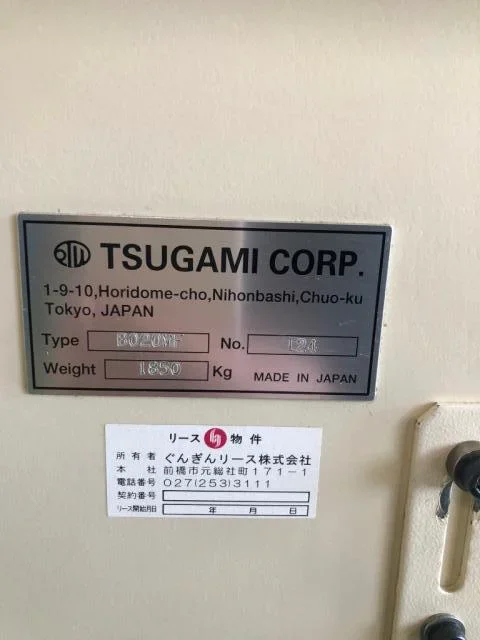 TSUGAMI CORP.
1-9-10,Horidome-cho,Nihonbashi,Chuo-ku
Tokyo, JAPAN
Type B020MF No. 124
Weight 1850 Kg MADE IN JAPAN
リース 物件
所有者 ぐんぎんリース株式会社
本社 前橋市元総社町171-1
電話番号 027(253)3111
契約番号
リース開始月日 年 月 日